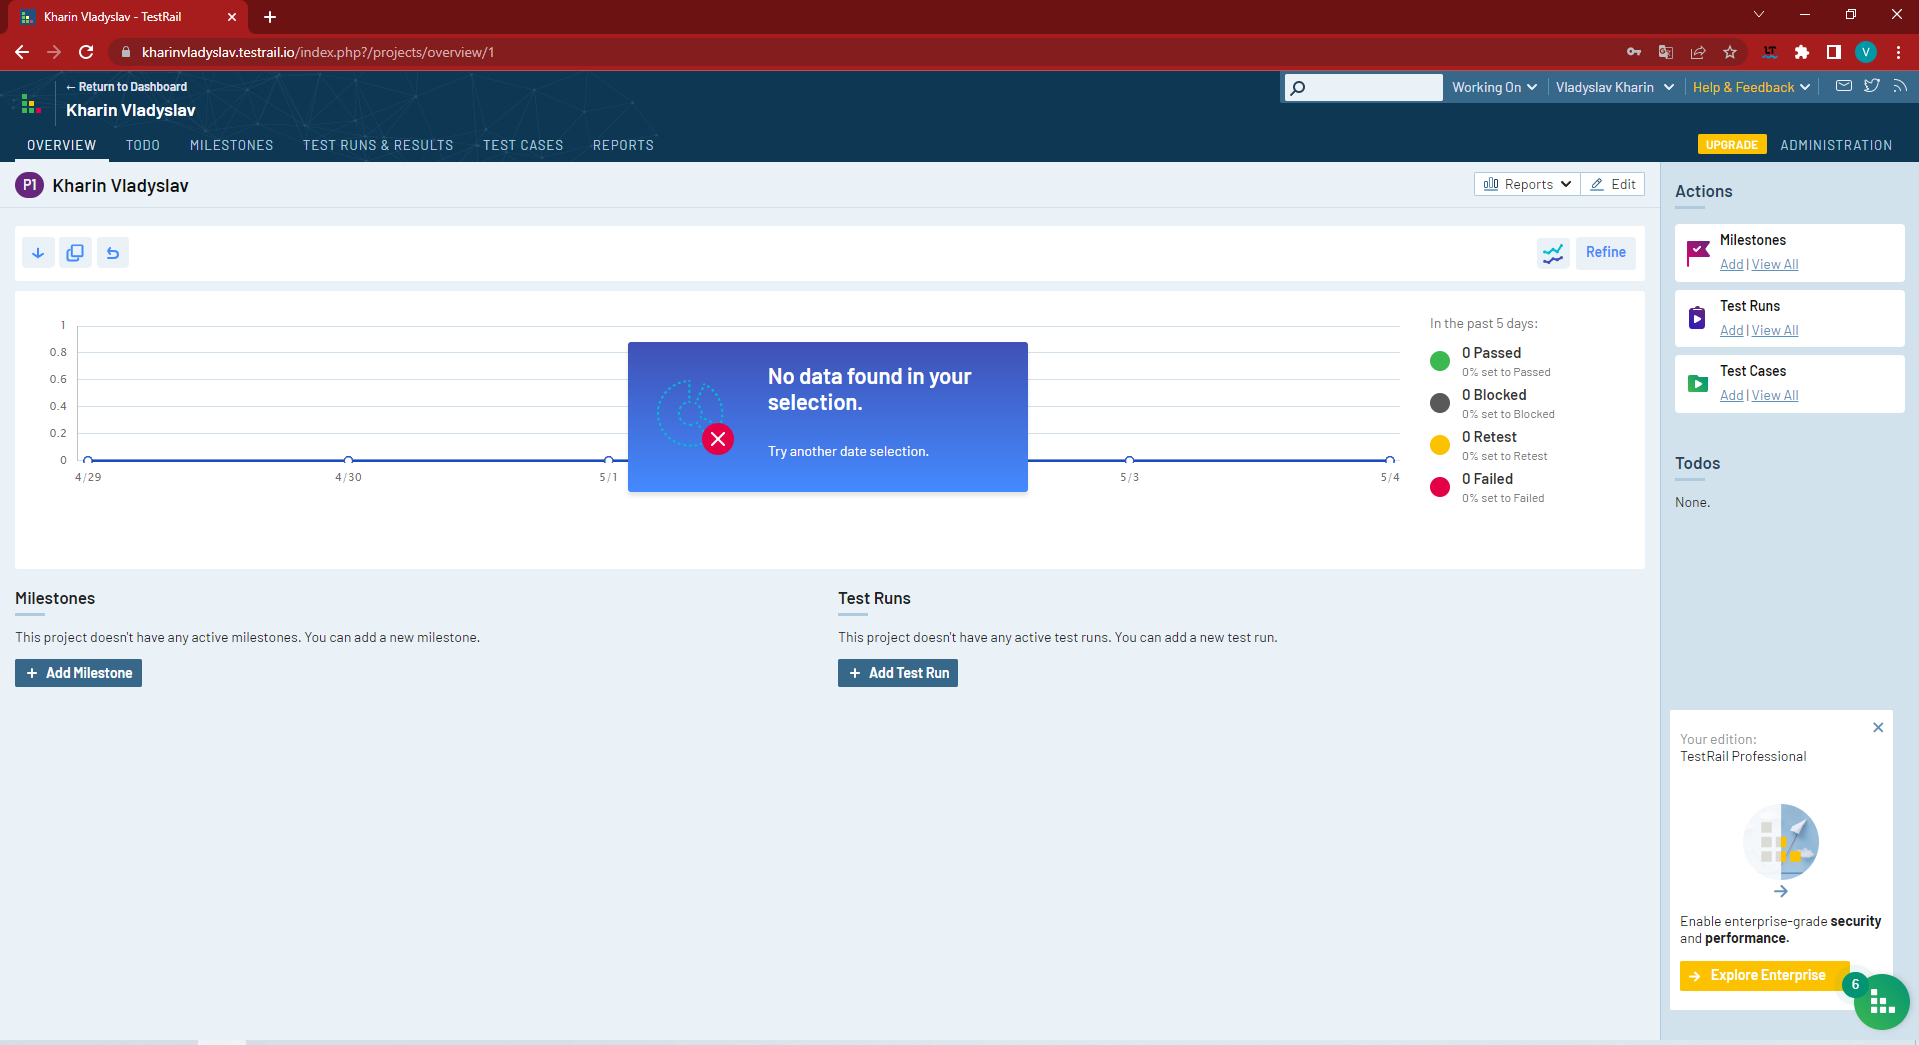 Kharin Vladyslav - TestRail
kharinvladyslav.testrail.io/index.php?/projects/overview/1
V
← Return to Dashboard
Kharin Vladyslav
Working On
Vladyslav Kharin
Help & Feedback
OVERVIEW
TODO
MILESTONES
TEST RUNS & RESULTS
TEST CASES
REPORTS
UPGRADE
ADMINISTRATION
P1
Kharin Vladyslav
Reports
Edit
Refine
1
0.8
0.6
0.4
0.2
0
4/29
4/30
5/1
5/3
5/4
No data found in your
selection.
Try another date selection.
In the past 5 days:
0 Passed
0% set to Passed
0 Blocked
0% set to Blocked
0 Retest
0% set to Retest
0 Failed
0% set to Failed
Milestones
This project doesn't have any active milestones. You can add a new milestone.
+ Add Milestone
Test Runs
This project doesn't have any active test runs. You can add a new test run.
+ Add Test Run
Actions
Milestones
Add | View All
Test Runs
Add | View All
Test Cases
Add | View All
Todos
None.
Your edition:
TestRail Professional
Enable enterprise-grade security
and performance.
Explore Enterprise
6